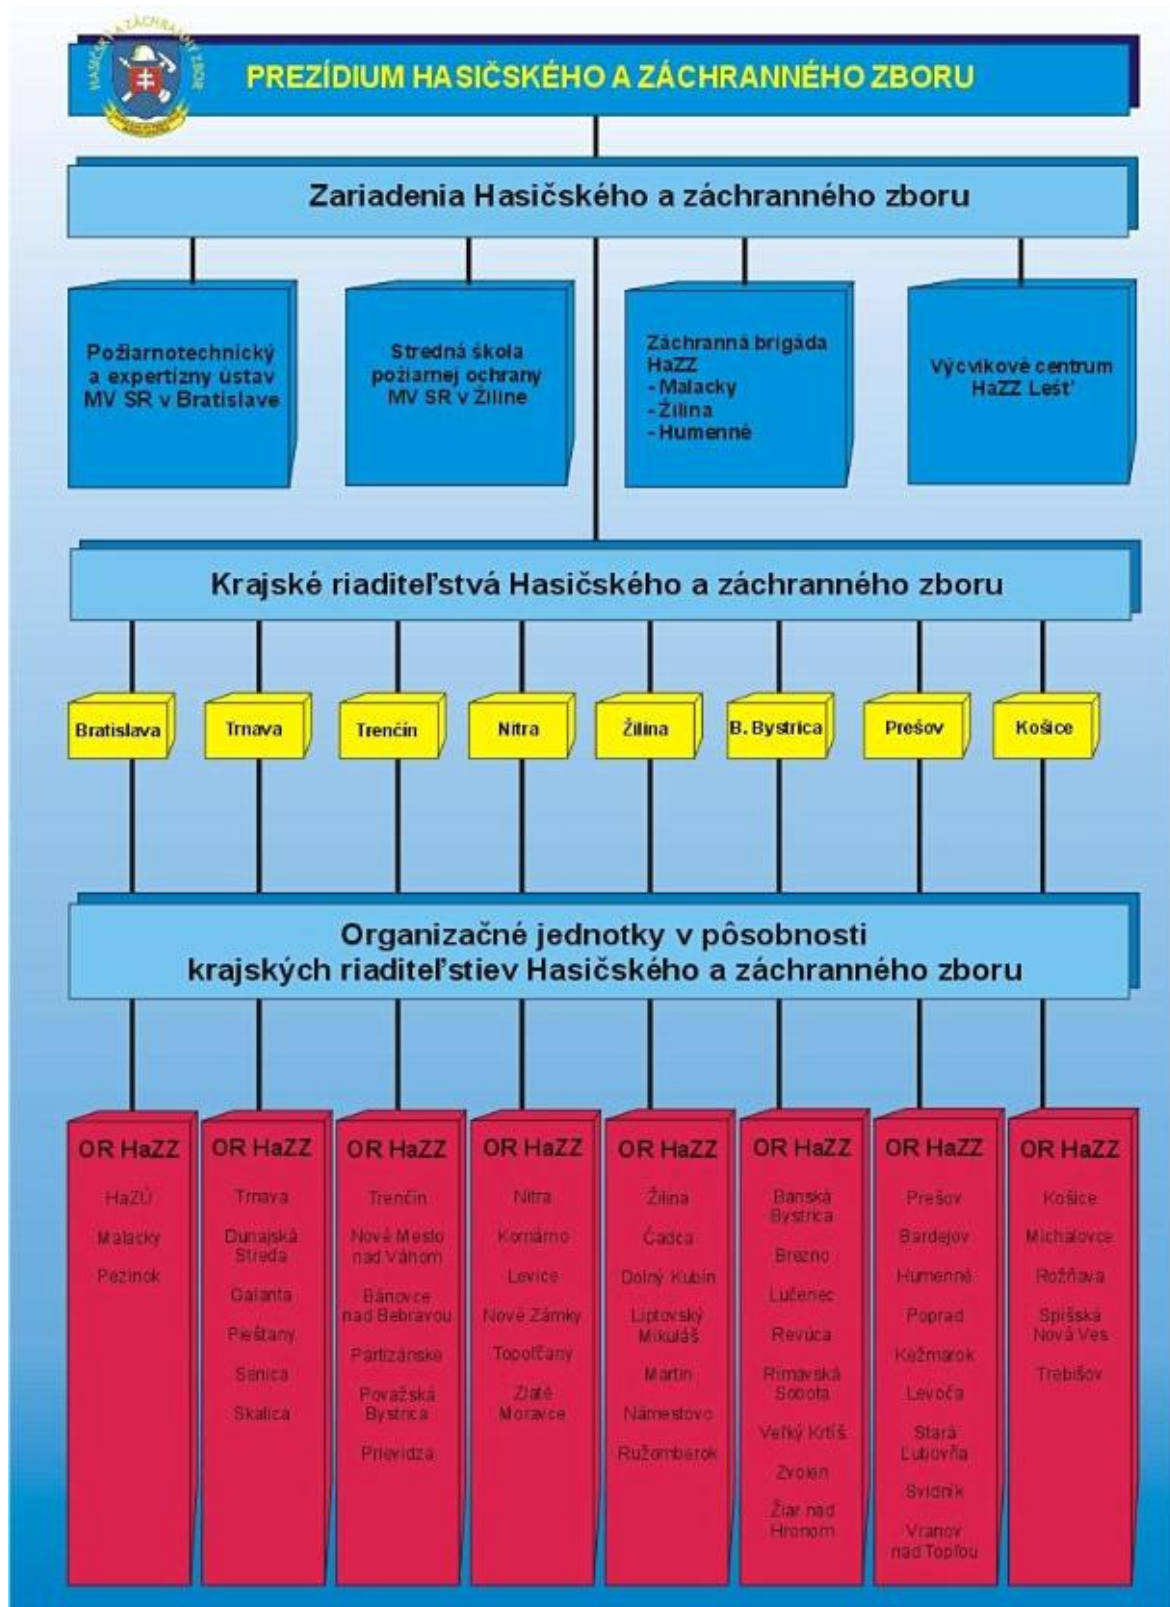 HASIČSKÝ A ZÁCHRANNÝ ZBOR
PREZÍDIUM HASIČSKÉHO A ZÁCHRANNÉHO ZBORU
Zariadenia Hasičského a záchranného zboru
Požiarnotechnický
a expertízny ústav
MV SR v Bratislave
Stredná škola
požiarnej ochrany
MV SR v Žiline
Záchranná brigáda
HaZZ
- Malacky
- Žilina
- Humenné
Výcvikové centrum
HaZZ Lešť
Krajské riaditeľstvá Hasičského a záchranného zboru
Bratislava
Trnava
Trenčín
Nitra
Žilina
B. Bystrica
Prešov
Košice
Organizačné jednotky v pôsobnosti
krajských riaditeľstiev Hasičského a záchranného zboru
OR HaZZ
HaZÚ
Malacky
Pezinok
OR HaZZ
Trnava
Dunajská
Streda
Galanta
Piešťany
Senica
Skalica
OR HaZZ
Trenčín
Nové Mesto
nad Váhom
Bánovce
nad Bebravou
Partizánske
Považská
Bystrica
Prievidza
OR HaZZ
Nitra
Komárno
Levice
Nové Zámky
Topoľčany
Zlaté
Moravce
OR HaZZ
Žilina
Čadca
Dolný Kubín
Liptovský
Mikuláš
Martin
Námestovo
Ružomberok
OR HaZZ
Banská
Bystrica
Brezno
Lučenec
Revúca
Rimavská
Sobota
Veľký Krtíš
Zvolen
Žiar nad
Hronom
OR HaZZ
Prešov
Bardejov
Humenné
Poprad
Kežmarok
Levoča
Stará
Ľubovňa
Svidník
Vranov
nad Topľou
OR HaZZ
Košice
Michalovce
Rožňava
Spišská
Nová Ves
Trebišov